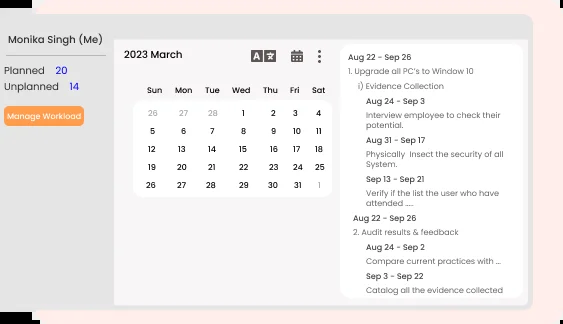 Monika Singh (Me)
Planned 20
Unplanned 14
Manage Workload
2023 March
A
Sun Mon Tue Wed Thu Fri Sat
26 27 28 1 2 3 4
5 6 7 8 9 10 11
12 13 14 15 16 17 18
19 20 21 22 23 24 25
26 27 28 29 30 31 1
Aug 22 - Sep 26
1. Upgrade all PC's to Window 10
i) Evidence Collection
Aug 24 - Sep 3
Interview employee to check their
potential.
Aug 31 - Sep 17
Physically Insect the security of all
System.
Sep 13 - Sep 21
Verify if the list the user who have
attended .....
Aug 22 - Sep 26
2. Audit results & feedback
Aug 24 - Sep 2
Compare current practices with ...
Sep 3 - Sep 22
Catalog all the evidence collected